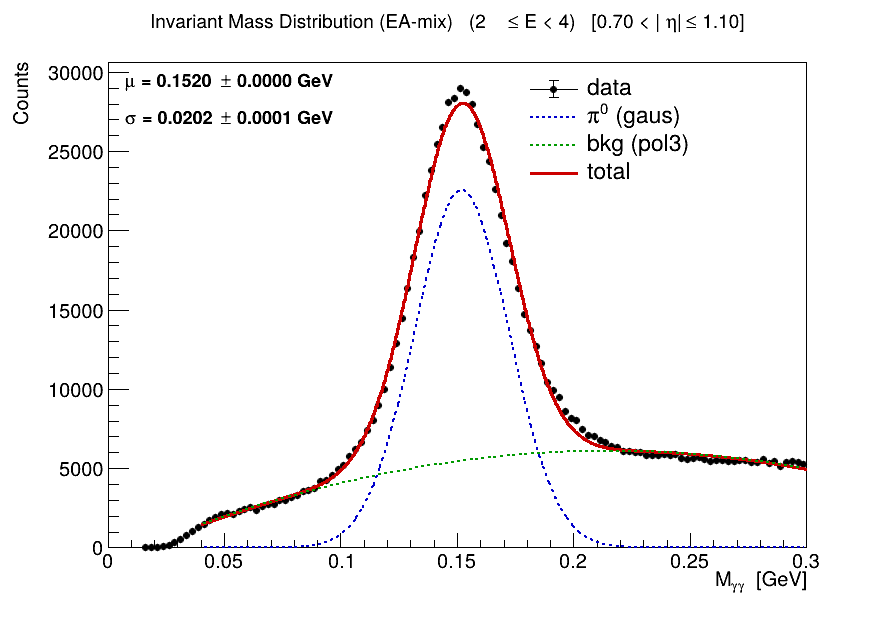 Invariant Mass Distribution (EA-mix) (2 ≤ E < 4) [0.70 < | η| ≤ 1.10]
Counts
μ = 0.1520 ± 0.0000 GeV
σ = 0.0202 ± 0.0001 GeV
data
π⁰ (gaus)
bkg (pol3)
total
30000
25000
20000
15000
10000
5000
0
0 0.05 0.1 0.15 0.2 0.25 0.3
Mγγ [GeV]